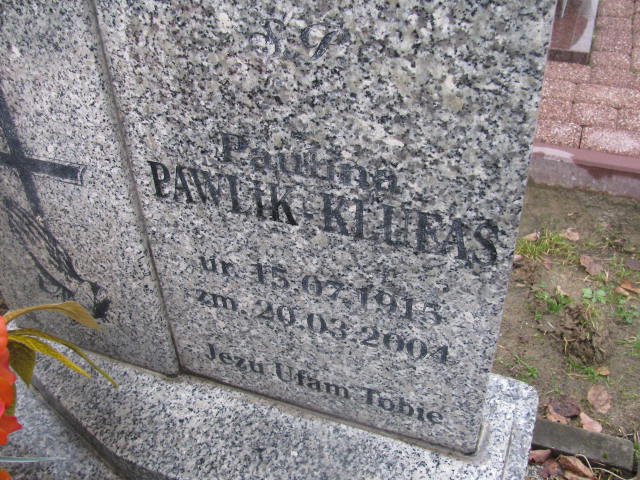 Ś P
Paulina
PAWLiK-KLUFAS
ur. 15.07.1915
zm. 20.03.2004
Jezu Ufam Tobie